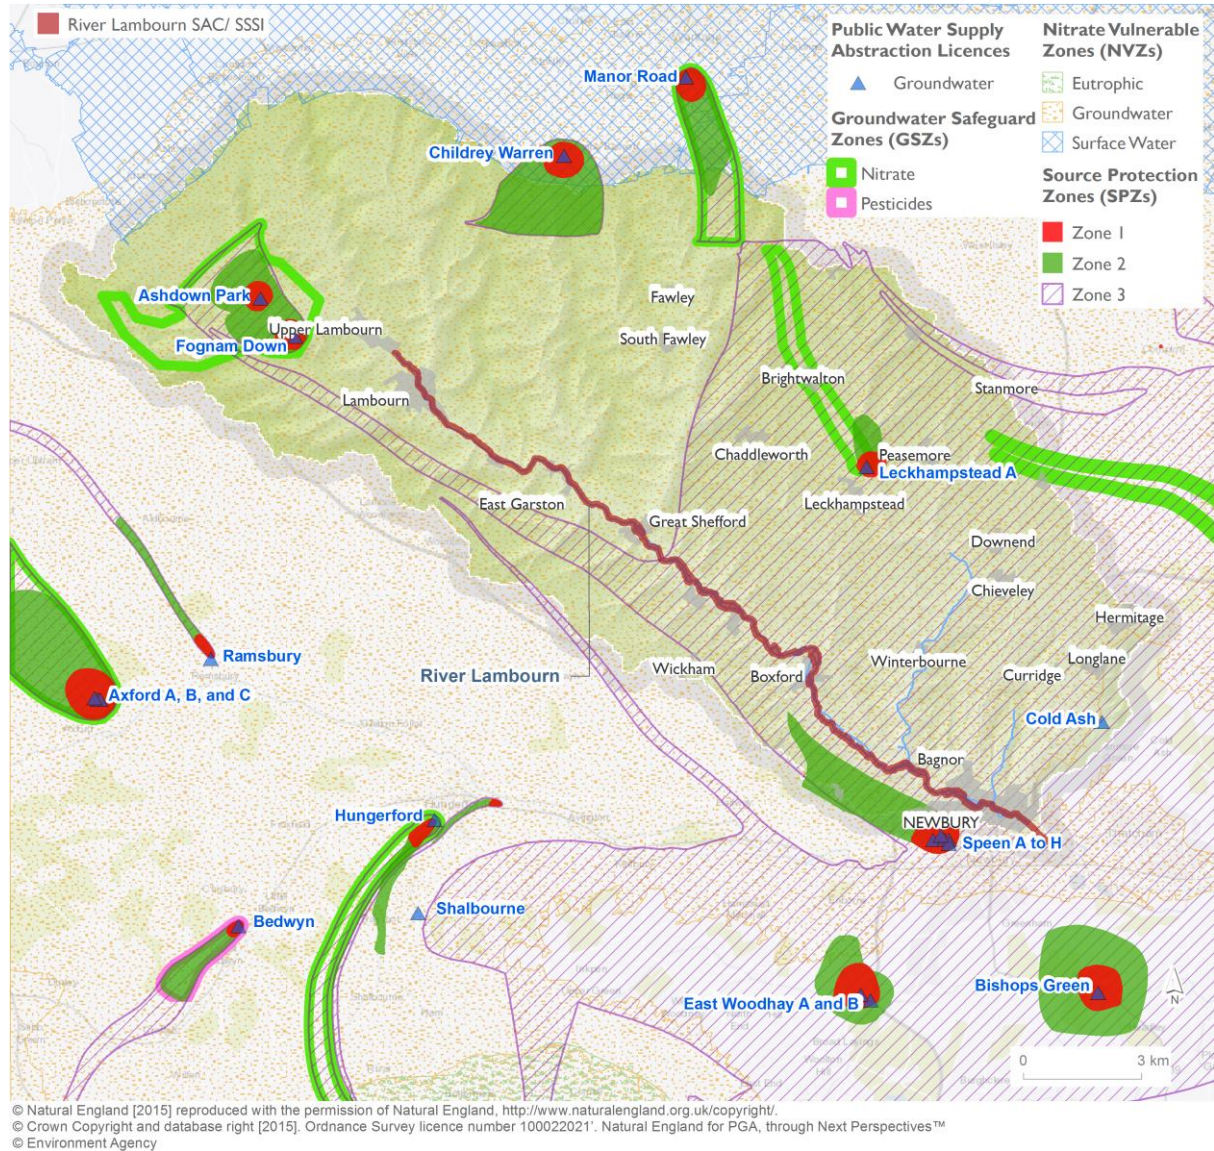 River Lambourn SAC/ SSSI
Public Water Supply
Abstraction Licences
Groundwater
Groundwater Safeguard
Zones (GSZs)
Nitrate
Pesticides
Nitrate Vulnerable
Zones (NVZs)
Eutrophic
Groundwater
Surface Water
Source Protection
Zones (SPZs)
Zone 1
Zone 2
Zone 3
Manor Road
Childrey Warren
Ashdown Park
Fognam Down
Upper Lambourn
Lambourn
Fawley
South Fawley
Brightwalton
Stanmore
Chaddleworth
Peasemore
Leckhampstead A
Leckhampstead
East Garston
Great Shefford
Downend
Chieveley
Hermitage
Longlane
Curridge
Winterbourne
Wickham
Boxford
River Lambourn
Ramsbury
Axford A, B, and C
Cold Ash
Bagnor
NEWBURY
Speen A to H
Hungerford
Shalbourne
Bedwyn
East Woodhay A and B
Bishops Green
N
0
3 km
© Natural England [2015] reproduced with the permission of Natural England, http://www.naturalengland.org.uk/copyright/.
© Crown Copyright and database right [2015]. Ordnance Survey licence number 100022021'. Natural England for PGA, through Next Perspectives™
© Environment Agency